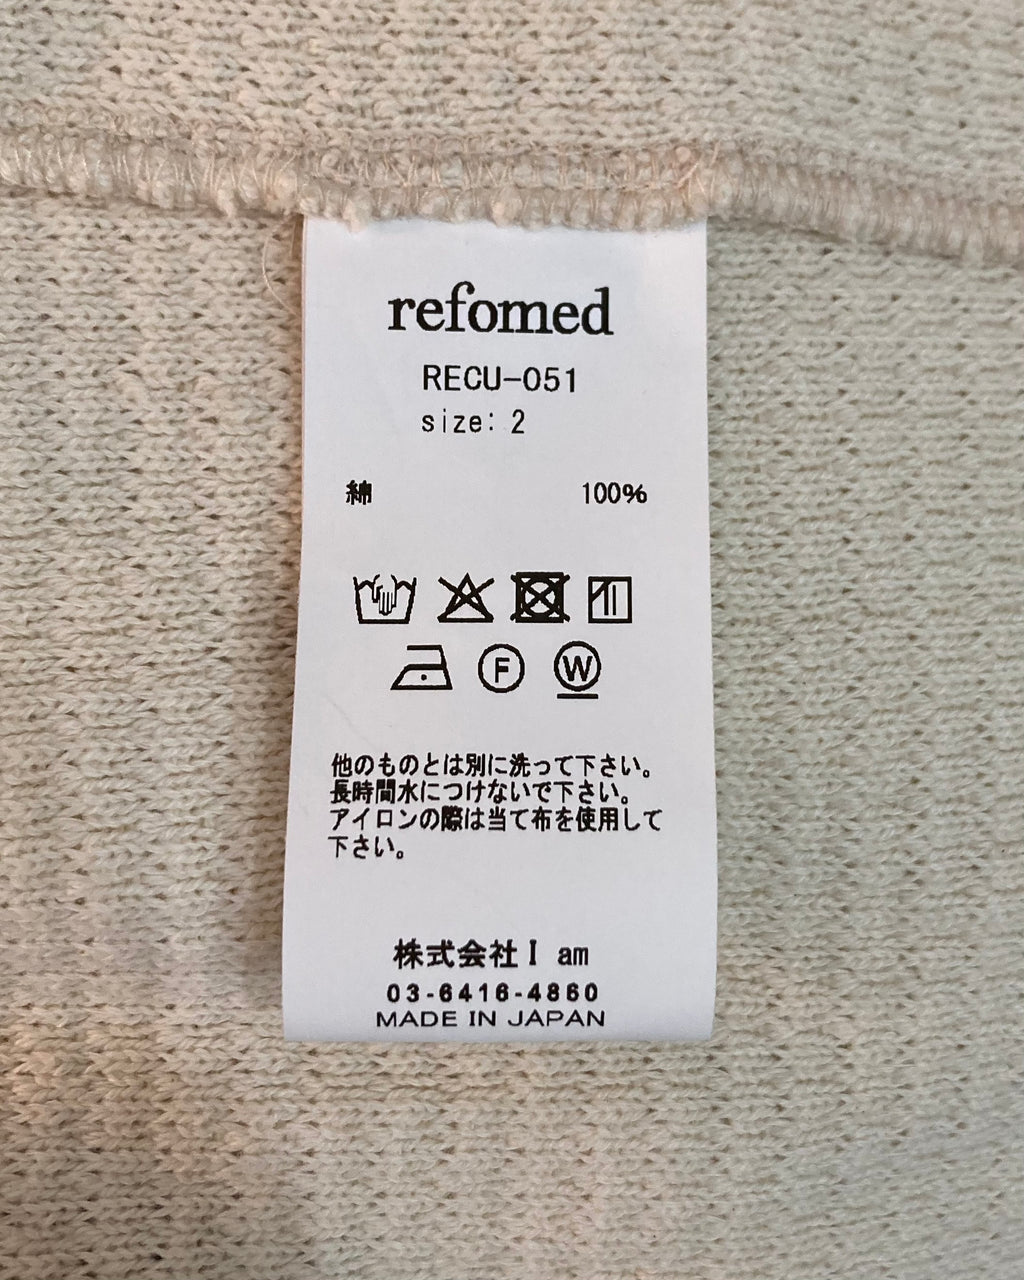 refomed
RECU-051
size: 2
綿 100%
F W
他のものとは別に洗って下さい。
長時間水につけないで下さい。
アイロンの際は当て布を使用して
下さい。
株式会社 I am
03-6416-4860
MADE IN JAPAN